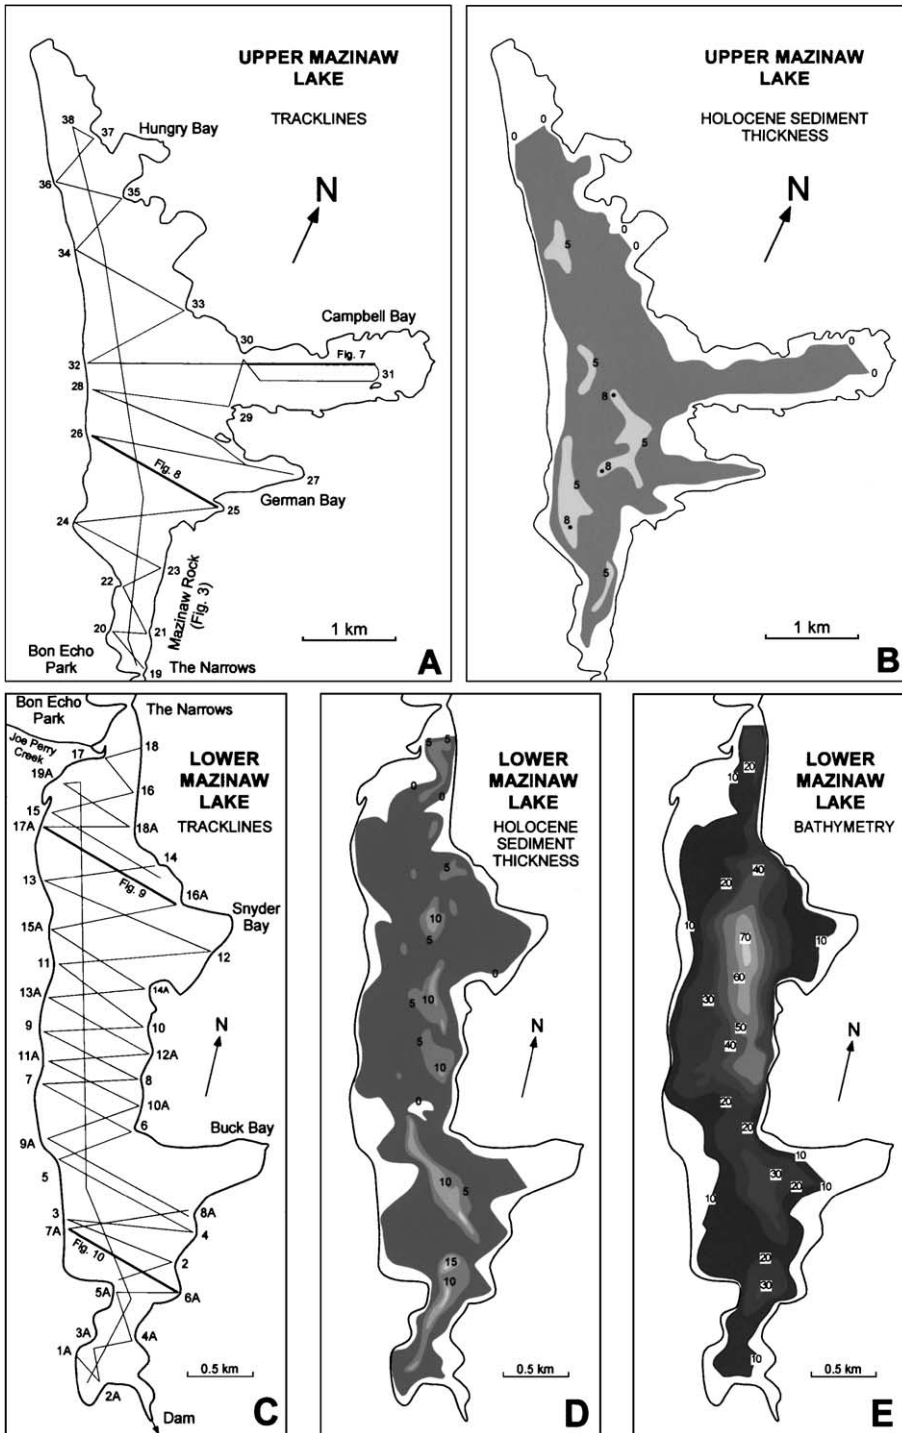 UPPER MAZINAW
LAKE
TRACKLINES
38
37
Hungry Bay
36
35
N
34
33
Campbell Bay
30
32
Fig. 7
31
28
29
26
Fig. 8
27
German Bay
25
24
23
22
Mazinaw Rock
(Fig. 3)
20
21
1 km
Bon Echo
Park
19
The Narrows
A
UPPER MAZINAW
LAKE
HOLOCENE SEDIMENT
THICKNESS
0
0
N
0
0
5
0
5
0
8
5
8
5
8
5
1 km
B
Bon Echo
Park
The Narrows
Joe Perry
Creek
17
18
LOWER
MAZINAW
LAKE
TRACKLINES
19A
16
15
17A
18A
14
Fig. 9
13
16A
Snyder
Bay
15A
12
11
13A
14A
N
9
10
11A
12A
7
8
10A
6
Buck Bay
9A
5
3
8A
7A
4
Fig. 10
2
5A
6A
3A
4A
1A
0.5 km
2A
Dam
C
5
5
LOWER
MAZINAW
LAKE
HOLOCENE
SEDIMENT
THICKNESS
0
0
5
10
5
0
5
10
N
5
10
0
10
5
15
10
0.5 km
D
20
10
LOWER
MAZINAW
LAKE
BATHYMETRY
40
20
10
70
10
60
30
N
50
40
20
20
10
30
20
10
10
20
30
10
0.5 km
E